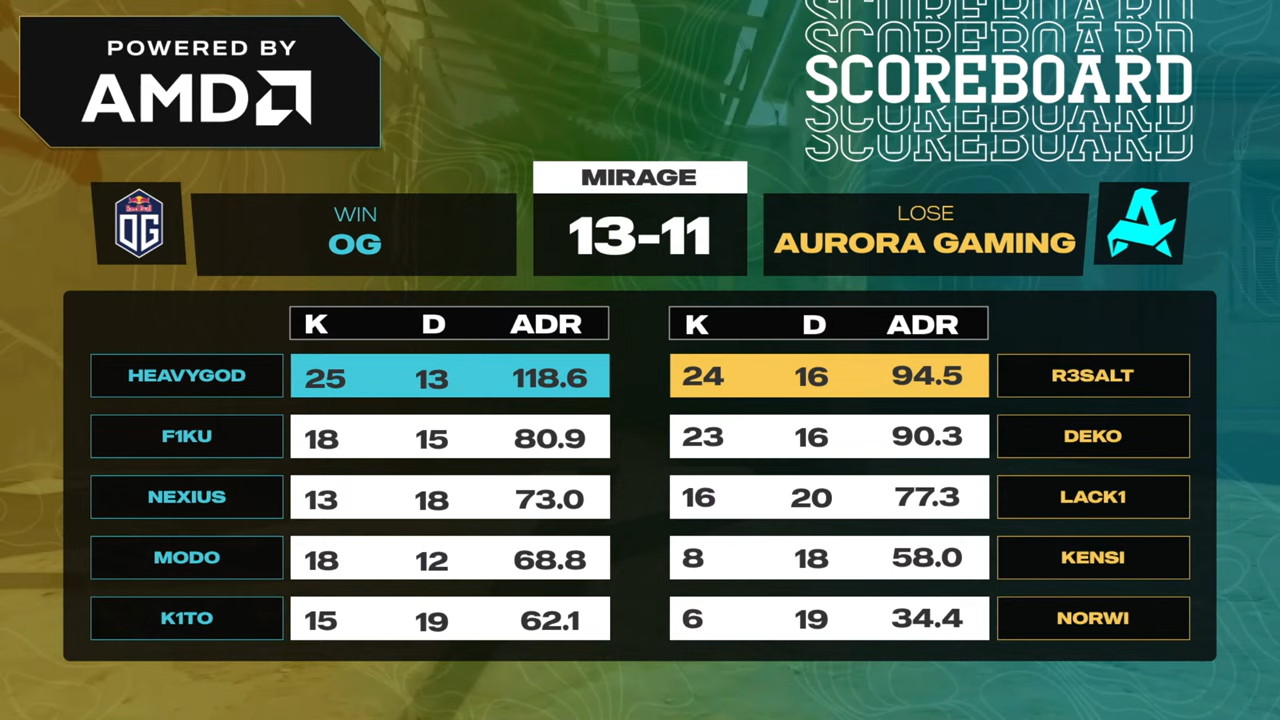 POWERED BY
AMD
SCOREBOARD
SCOREBOARD
SCOREBOARD
SCOREBOARD
SCOREBOARD
MIRAGE
Red Bull
OG
WIN
OG
13-11
LOSE
AURORA GAMING
K D ADR K D ADR
HEAVYGOD 25 13 118.6 24 16 94.5 R3SALT
F1KU 18 15 80.9 23 16 90.3 DEKO
NEXIUS 13 18 73.0 16 20 77.3 LACK1
MODO 18 12 68.8 8 18 58.0 KENSI
K1TO 15 19 62.1 6 19 34.4 NORWI